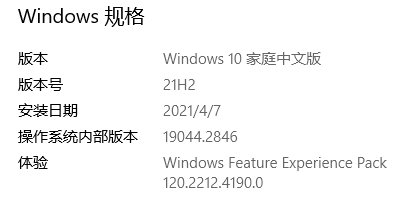 Windows 规格
版本 Windows 10 家庭中文版
版本号 21H2
安装日期 2021/4/7
操作系统内部版本 19044.2846
体验 Windows Feature Experience Pack
120.2212.4190.0